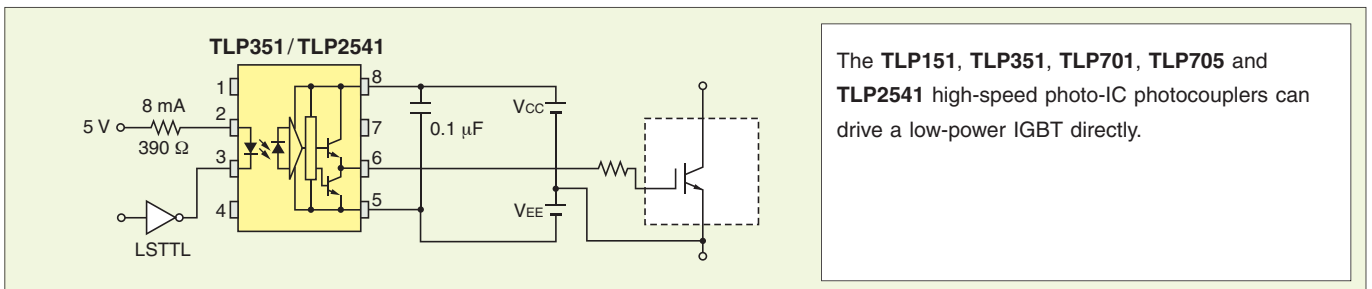 TLP351/TLP2541
1
2
3
4
8
7
6
5
8 mA
5 V
390 Ω
LSTTL
0.1 μF
VCC
VEE
The TLP151, TLP351, TLP701, TLP705 and
TLP2541 high-speed photo-IC photocouplers can
drive a low-power IGBT directly.